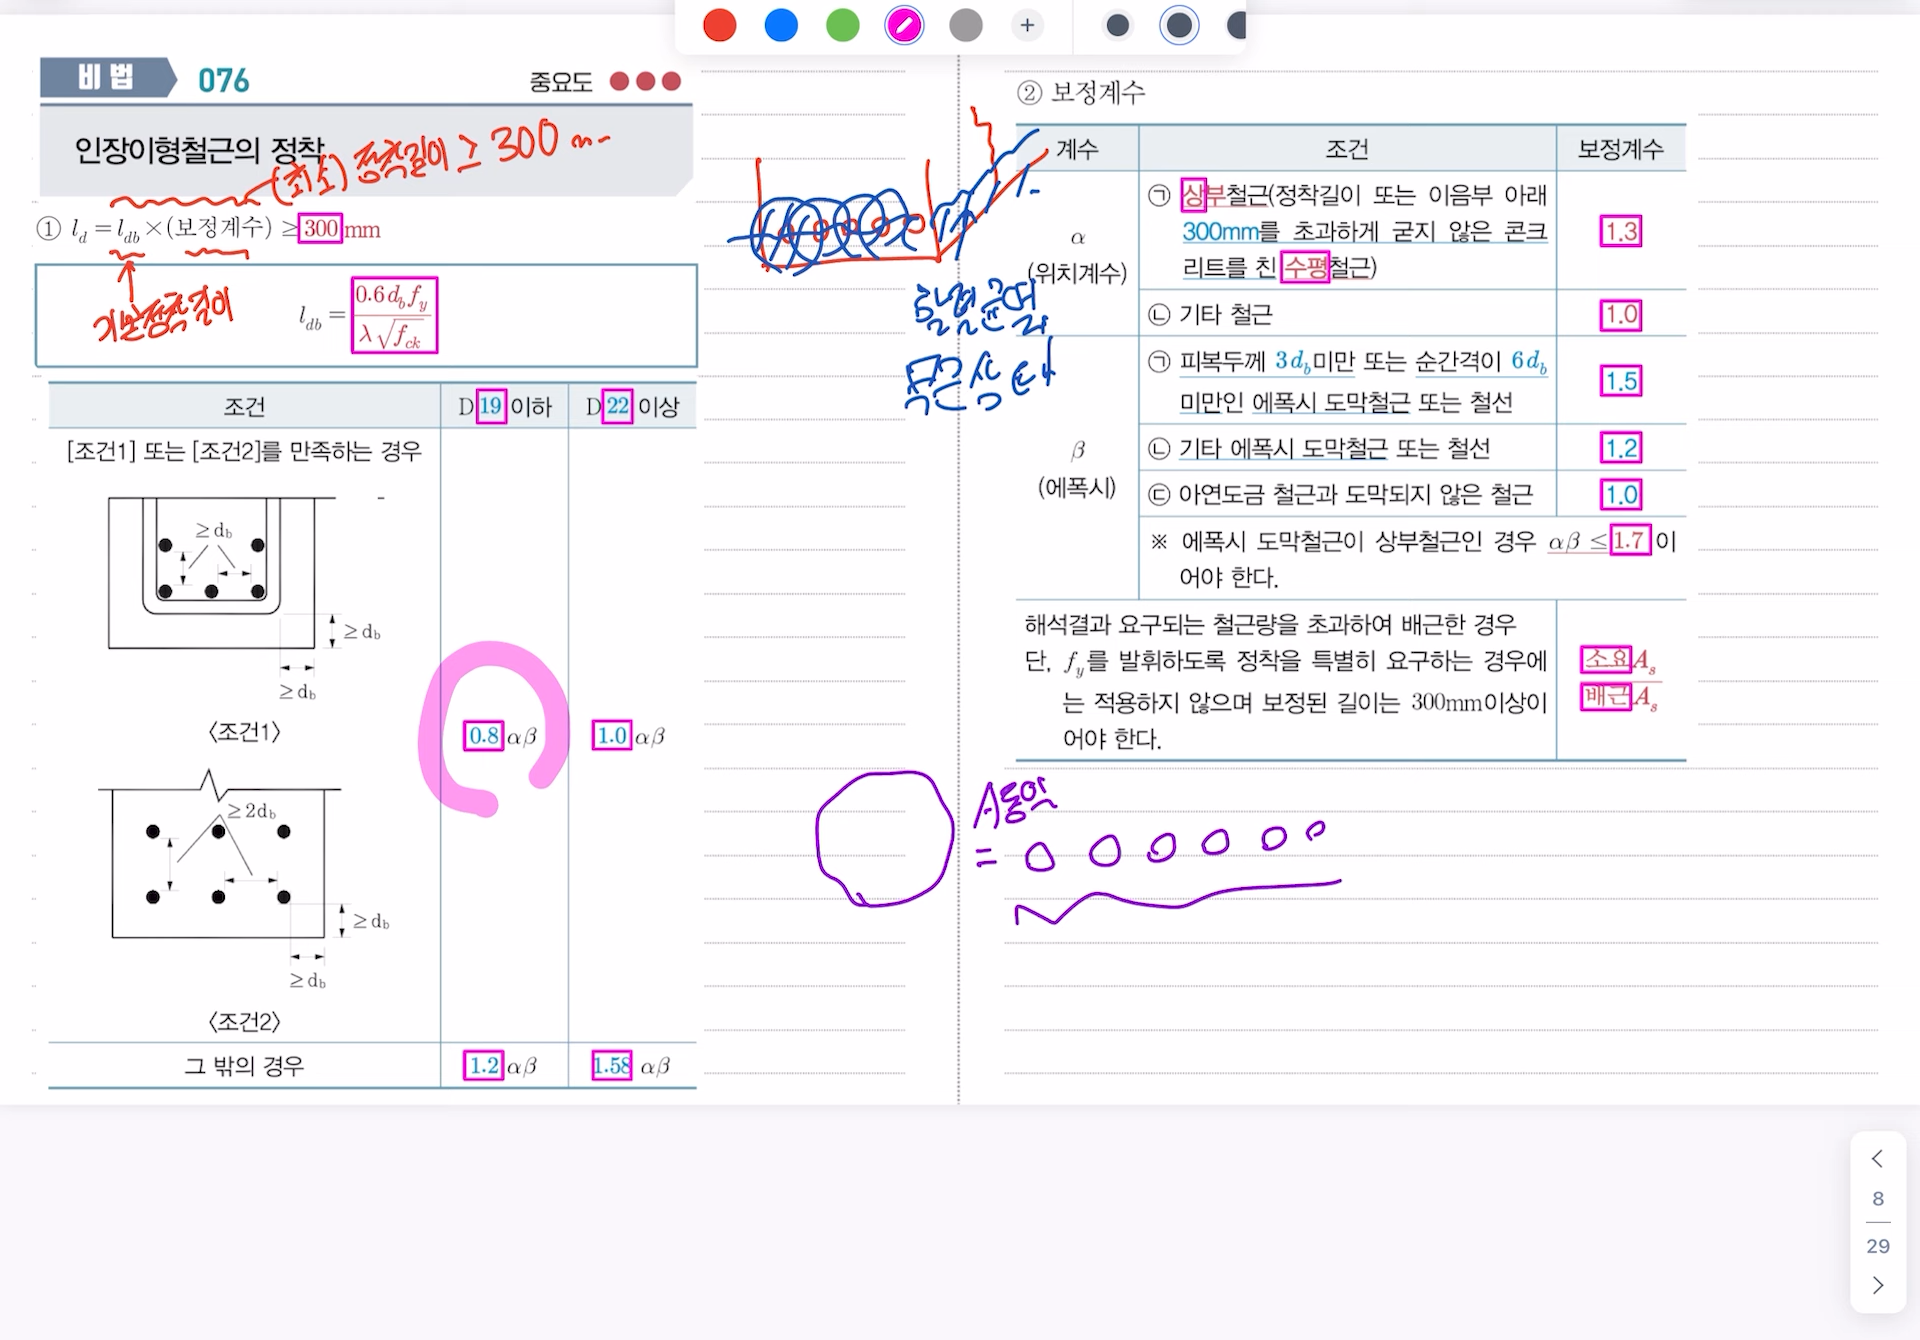 비법 076
중요도
인장이형철근의 정착
(최소) 정착길이 ≥ 300
① l_d = l_db × (보정계수) ≥ 300 mm
기본정착길이
l_db = 0.6 d_b f_y / λ √f_ck
조건 D19 이하 D22 이상
[조건1] 또는 [조건2]를 만족하는 경우
≥ d_b
≥ d_b
≥ d_b
〈조건1〉
0.8 αβ 1.0 αβ
≥ 2d_b
≥ d_b
≥ d_b
〈조건2〉
그 밖의 경우 1.2 αβ 1.58 αβ
② 보정계수
계수 조건 보정계수
α
(위치계수)
㉠ 상부철근(정착길이 또는 이음부 아래
300mm를 초과하게 굳지 않은 콘크
리트를 친 수평철근)
1.3
㉡ 기타 철근 1.0
β
(에폭시)
㉠ 피복두께 3d_b미만 또는 순간격이 6d_b
미만인 에폭시 도막철근 또는 철선
1.5
㉡ 기타 에폭시 도막철근 또는 철선 1.2
㉢ 아연도금 철근과 도막되지 않은 철근 1.0
※ 에폭시 도막철근이 상부철근인 경우 αβ ≤ 1.7 이
어야 한다.
해석결과 요구되는 철근량을 초과하여 배근한 경우
단, f_y를 발휘하도록 정착을 특별히 요구하는 경우에
는 적용하지 않으며 보정된 길이는 300mm이상이
어야 한다.
소요 A_s
배근 A_s
A동일
=
8
29